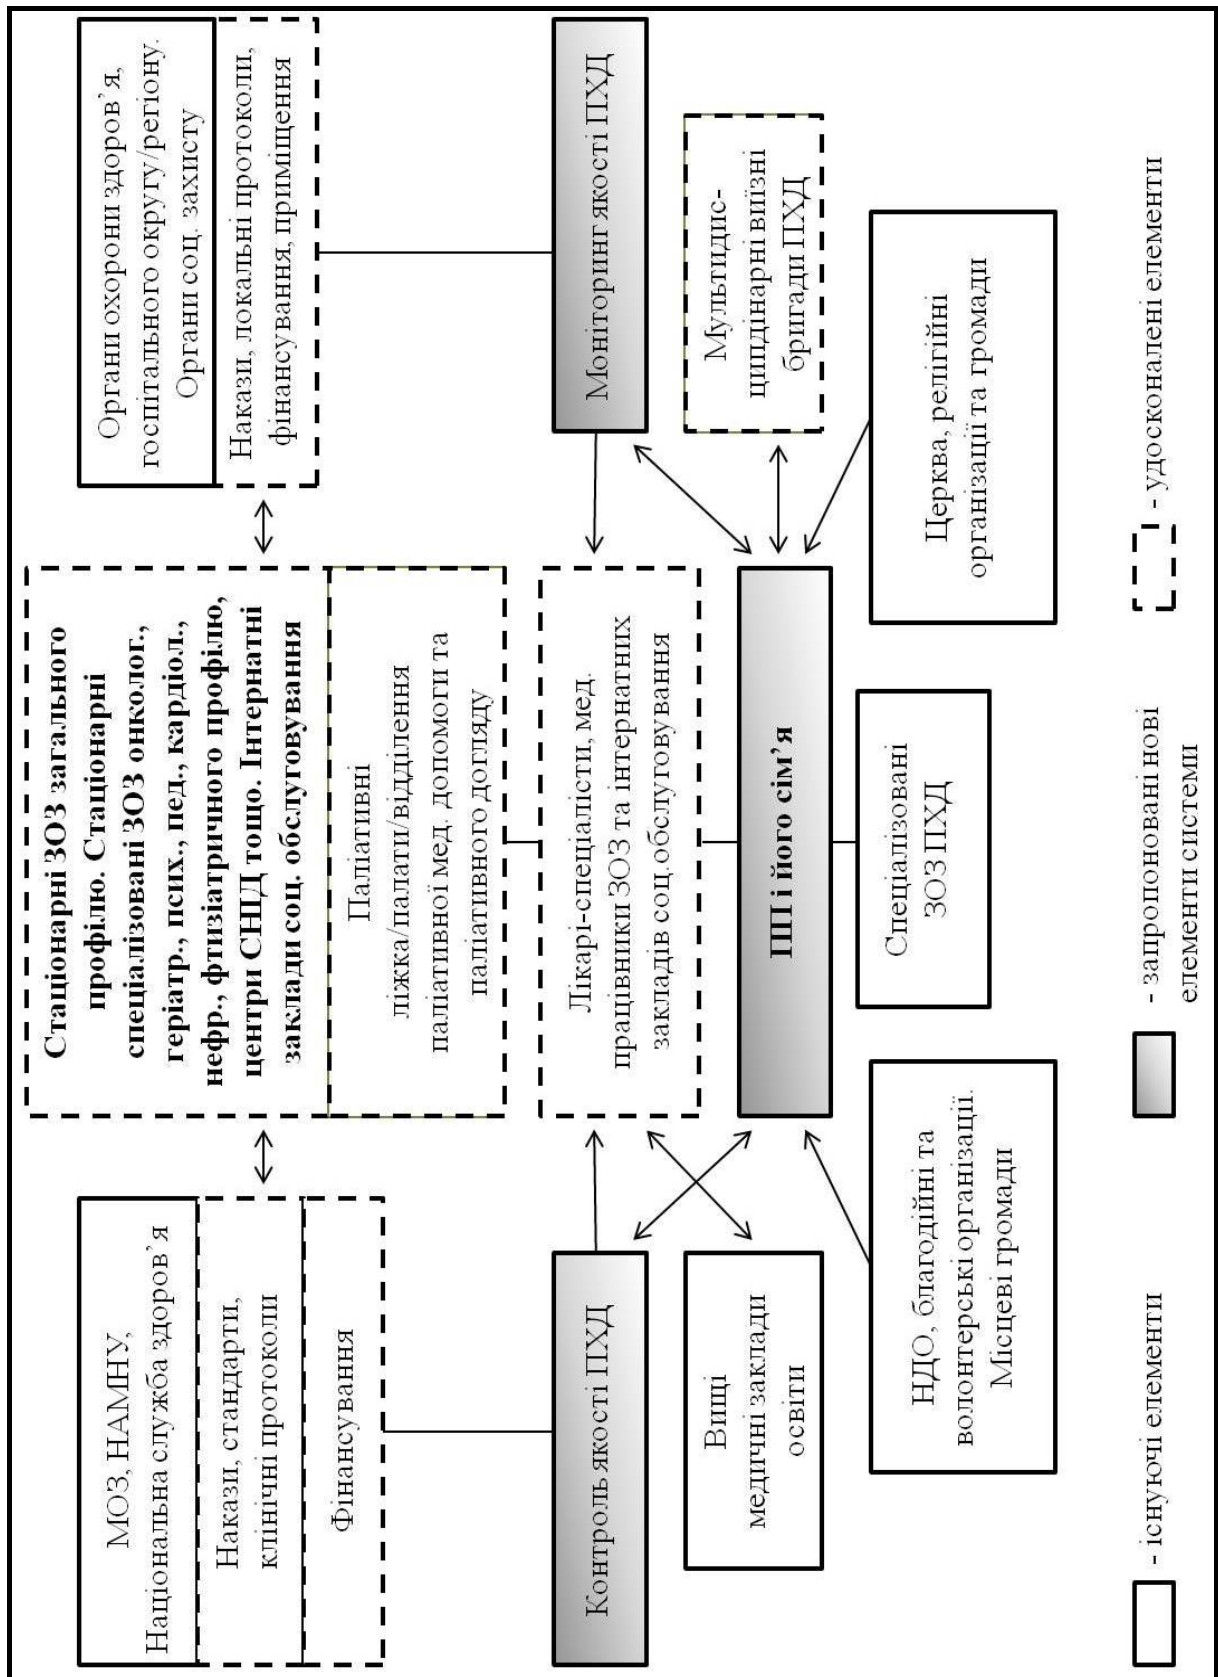 МОЗ, НАМНУ,
Національна служба здоров’я
Накази, стандарти,
клінічні протоколи
Фінансування
Стаціонарні ЗОЗ загального
профілю. Стаціонарні
спеціалізовані ЗОЗ онколог.,
геріатр., псих., пед., кардіол.,
нефр., фтизіатричного профілю,
центри СНІД тощо. Інтернатні
заклади соц. обслуговування
Паліативні
ліжка/палати/відділення
паліативної мед. допомоги та
паліативного догляду
Органи охорони здоров’я,
госпітального округу/регіону.
Органи соц. захисту
Накази, локальні протоколи,
фінансування, приміщення
Контроль якості ПХД
Лікарі-спеціалісти, мед.
працівники ЗОЗ та інтернатних
закладів соц.обслуговування
Моніторинг якості ПХД
Вищі
медичні заклади
освіти
ПП і його сім’я
Мультидис-
циплінарні виїзні
бригади ПХД
НДО, благодійні та
волонтерські організації.
Місцеві громади
Спеціалізовані
ЗОЗ ПХД
Церква, релігійні
організації та громади
- існуючі елементи
- запропоновані нові
елементи системи
- удосконалені елементи